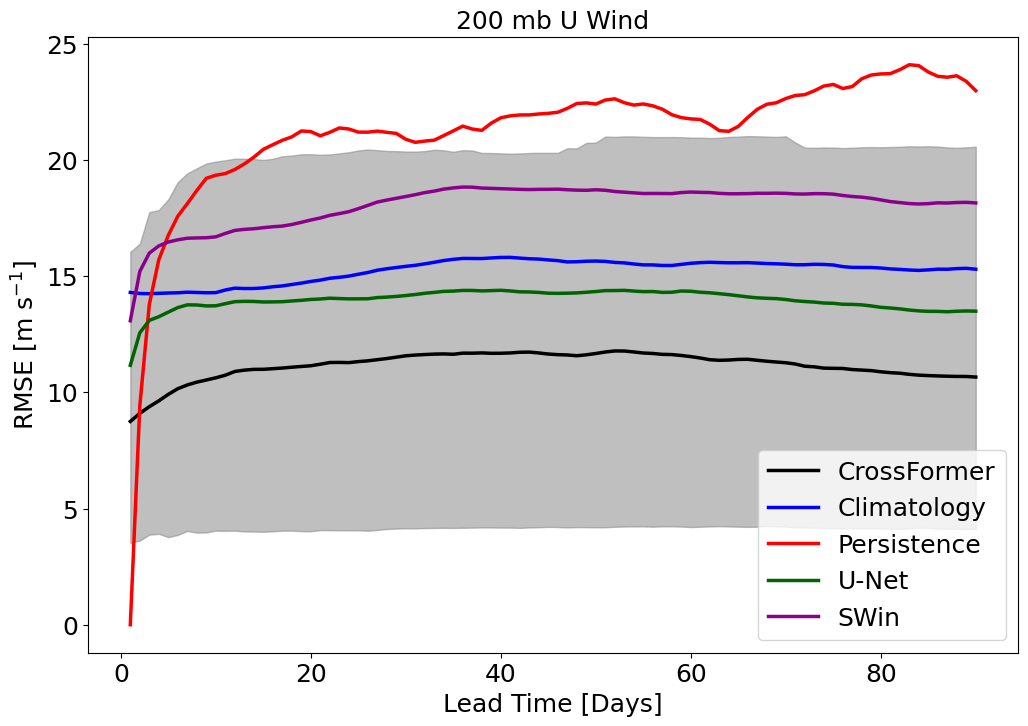 200 mb U Wind
RMSE [m s⁻¹]
25
20
15
10
5
0
0 20 40 60 80
Lead Time [Days]
CrossFormer
Climatology
Persistence
U-Net
SWin